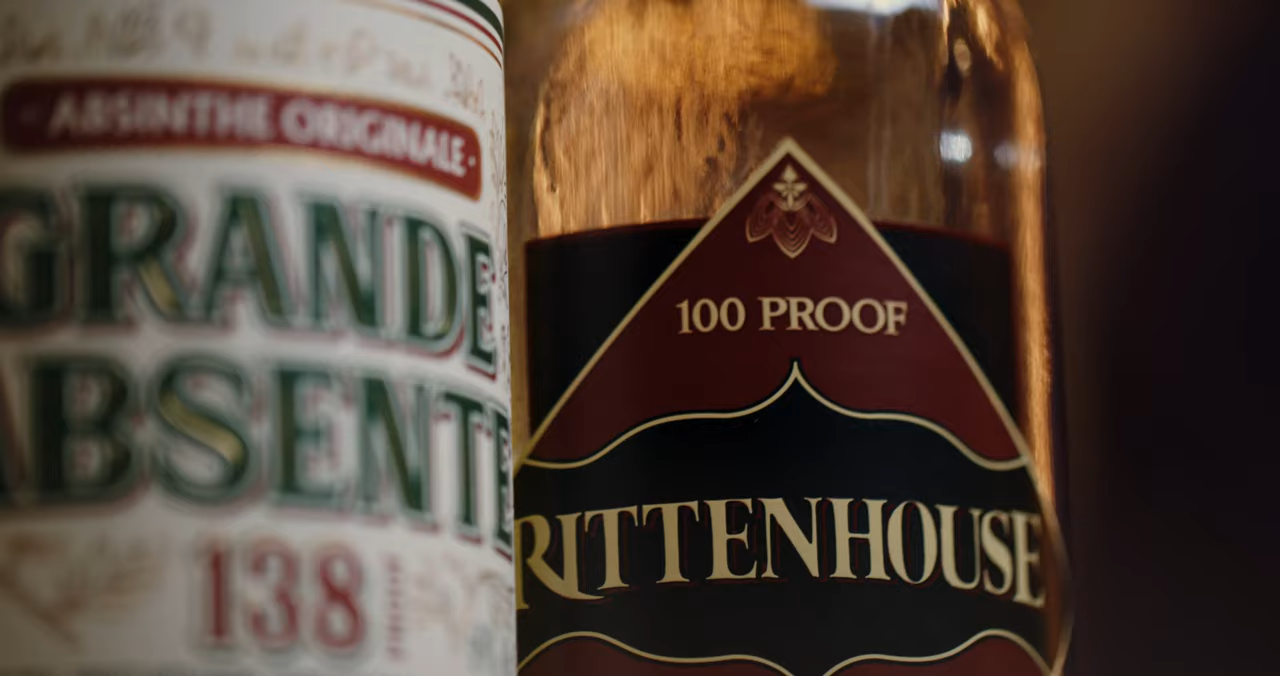 ABSINTHE ORIGINALE
GRANDE
ABSENTE
138
100 PROOF
RITTENHOUSE